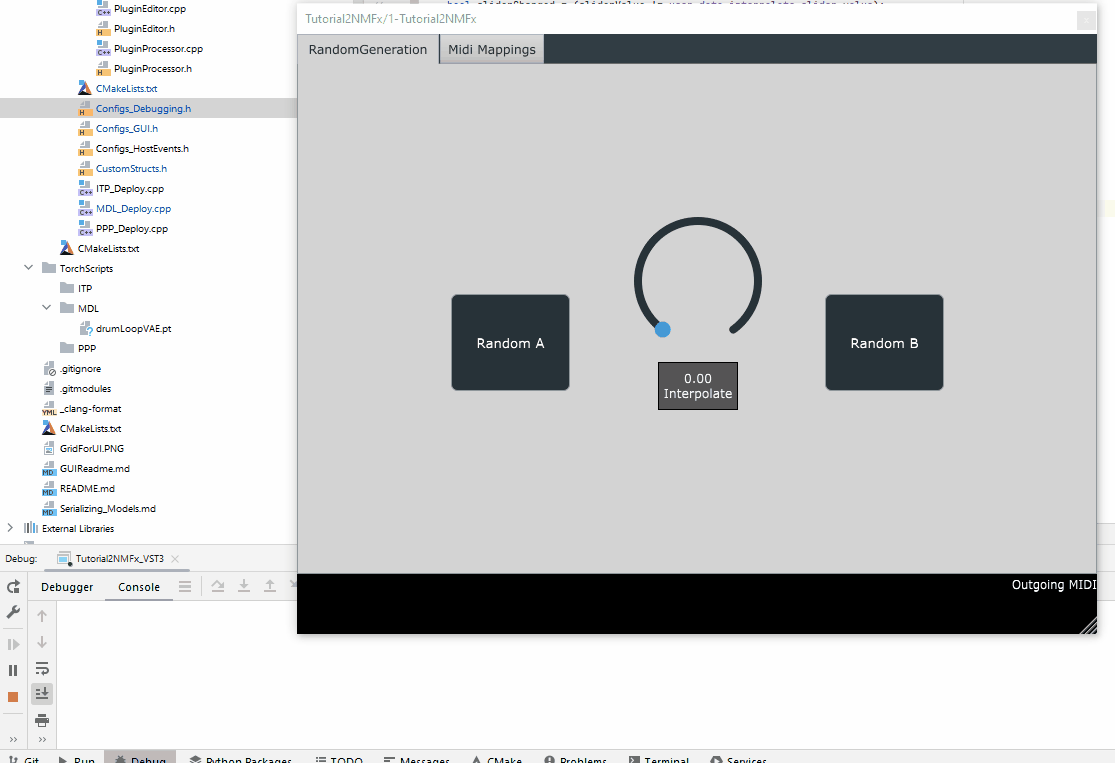 PluginEditor.cpp
PluginEditor.h
PluginProcessor.cpp
PluginProcessor.h
CMakeLists.txt
Configs_Debugging.h
Configs_GUI.h
Configs_HostEvents.h
CustomStructs.h
ITP_Deploy.cpp
MDL_Deploy.cpp
PPP_Deploy.cpp
CMakeLists.txt
TorchScripts
ITP
MDL
drumLoopVAE.pt
PPP
.gitignore
.gitmodules
_clang-format
CMakeLists.txt
GridForUI.PNG
GUIReadme.md
README.md
Serializing_Models.md
External Libraries
Tutorial2NMFx/1-Tutorial2NMFx
RandomGeneration
Midi Mappings
Random A
0.00
Interpolate
Random B
Outgoing MIDI
Debug:
Tutorial2NMFx_VST3
Debugger
Console
Git
Run
Debug
Python Packages
TODO
Messages
CMake
Problems
Terminal
Services